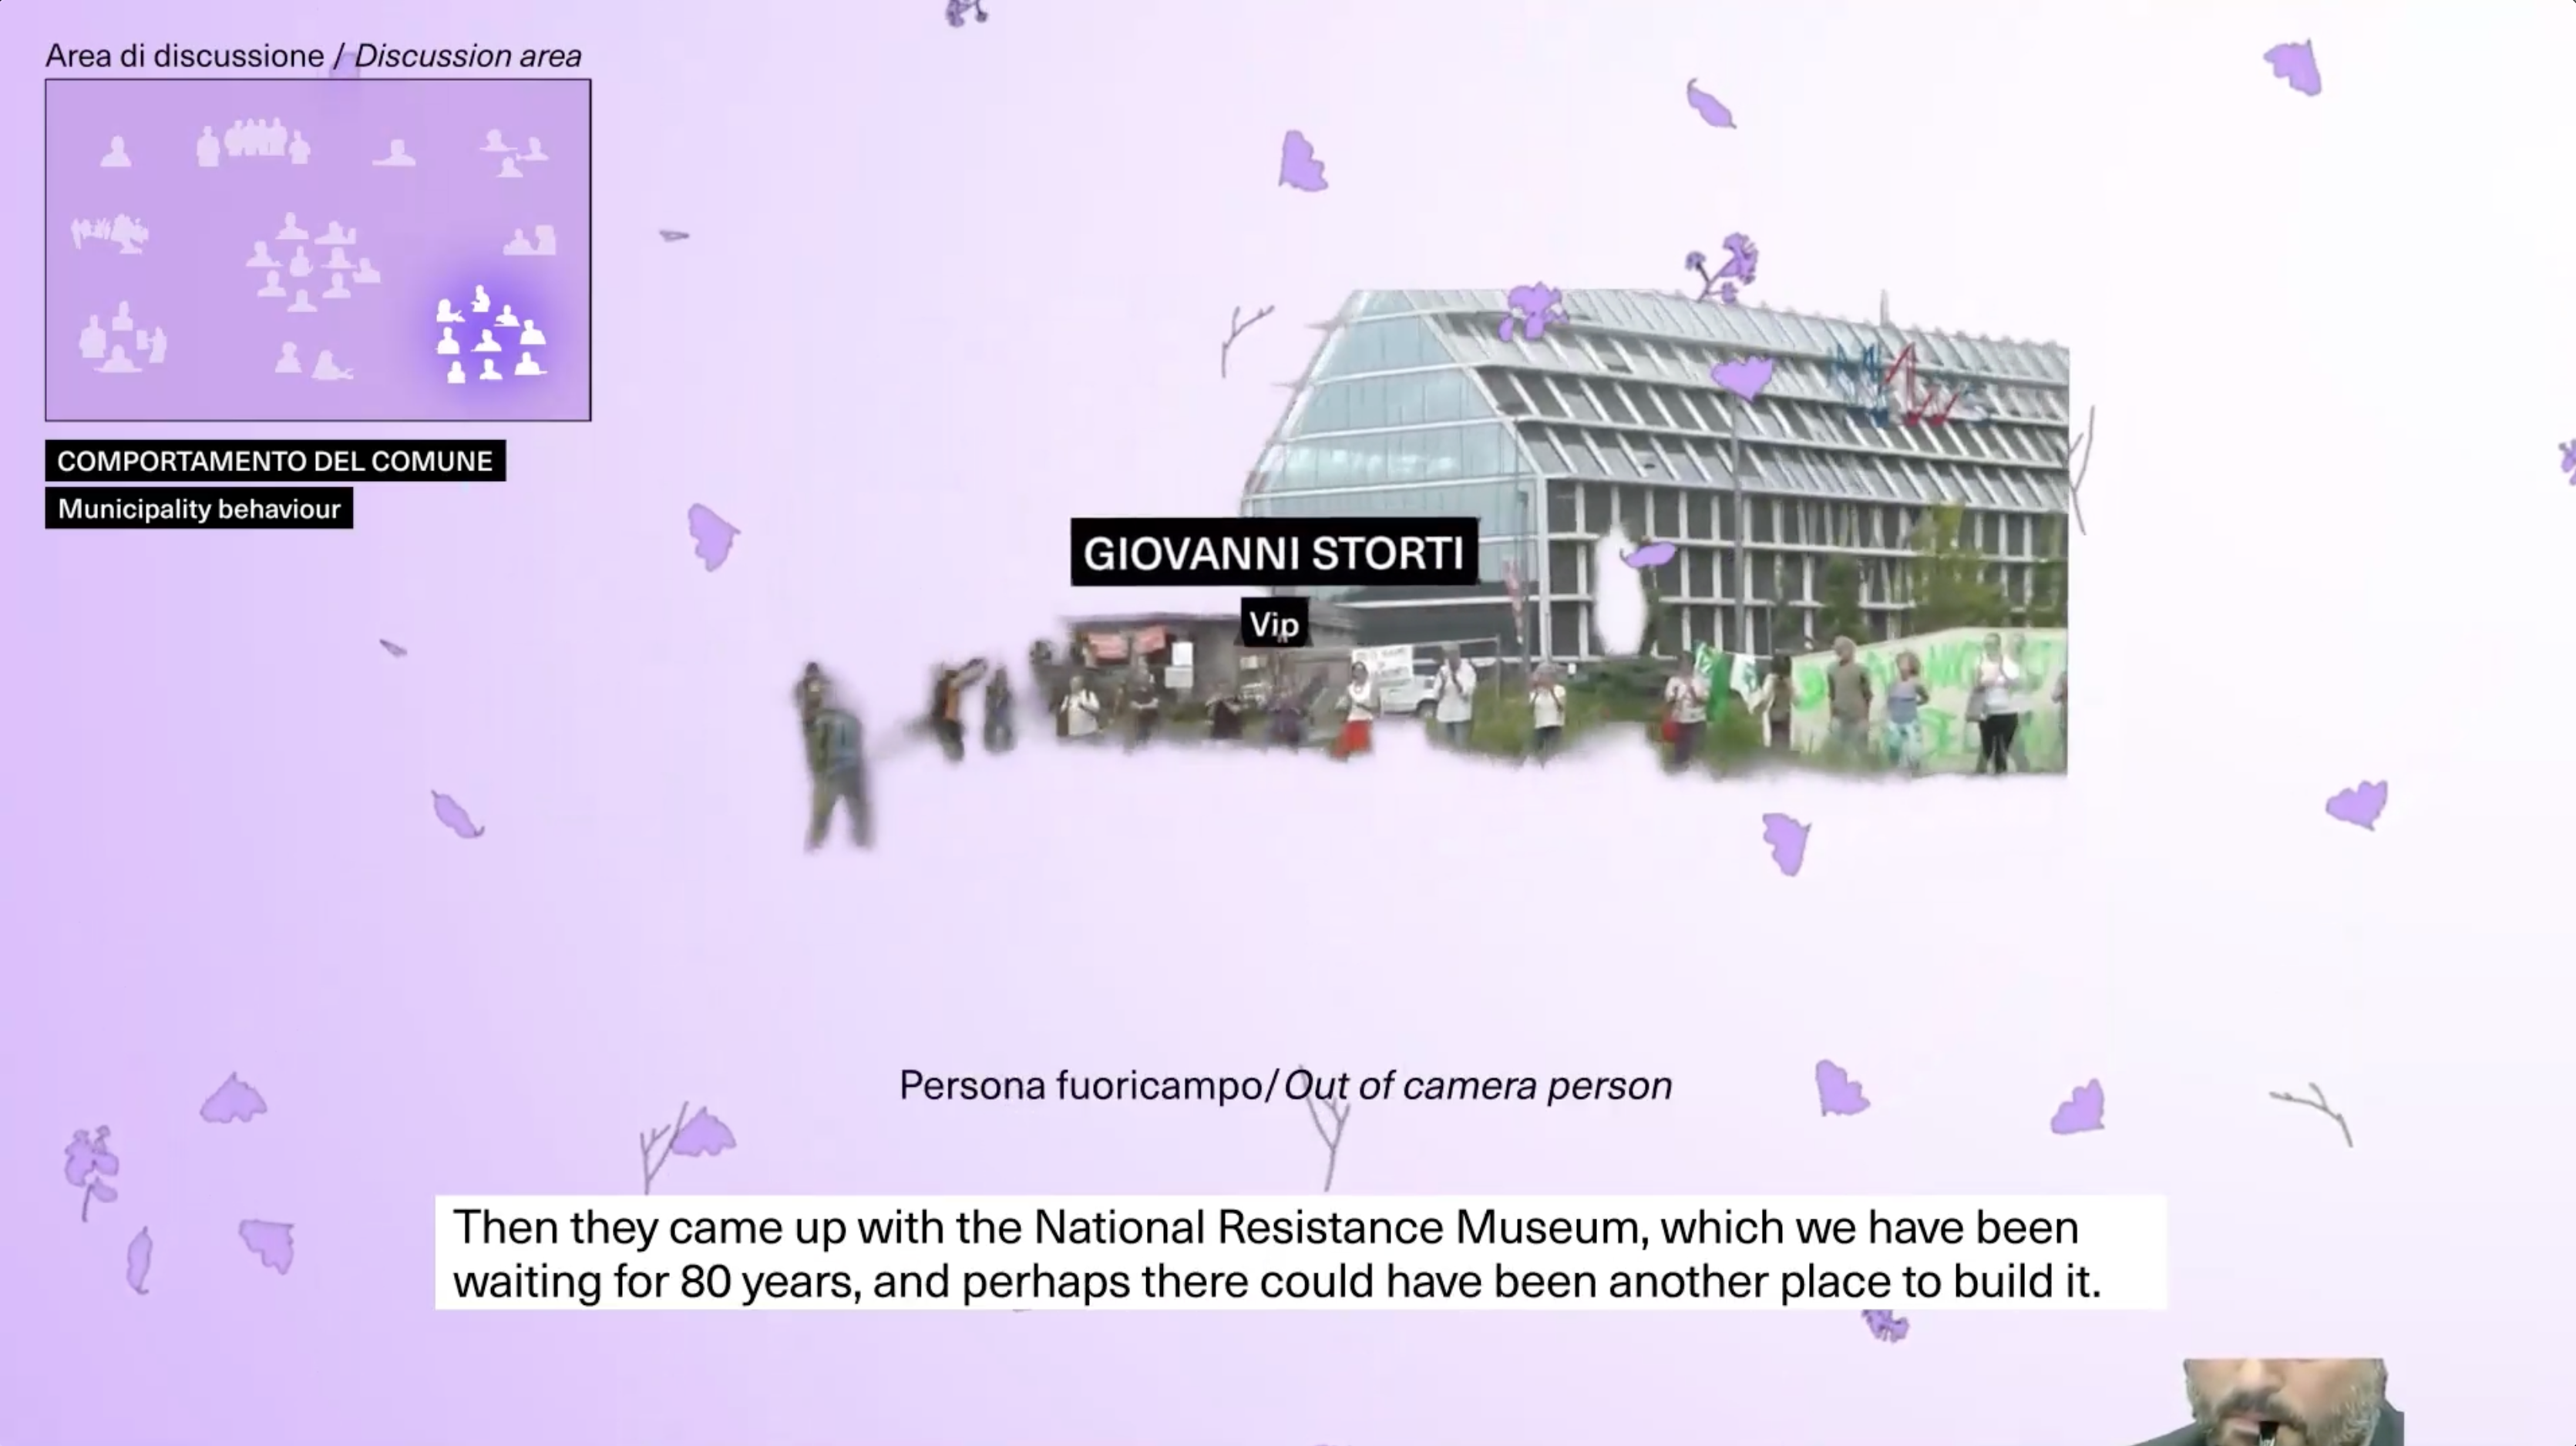 Area di discussione / Discussion area
COMPORTAMENTO DEL COMUNE
Municipality behaviour
GIOVANNI STORTI
Vip
Persona fuoricampo/Out of camera person
Then they came up with the National Resistance Museum, which we have been
waiting for 80 years, and perhaps there could have been another place to build it.